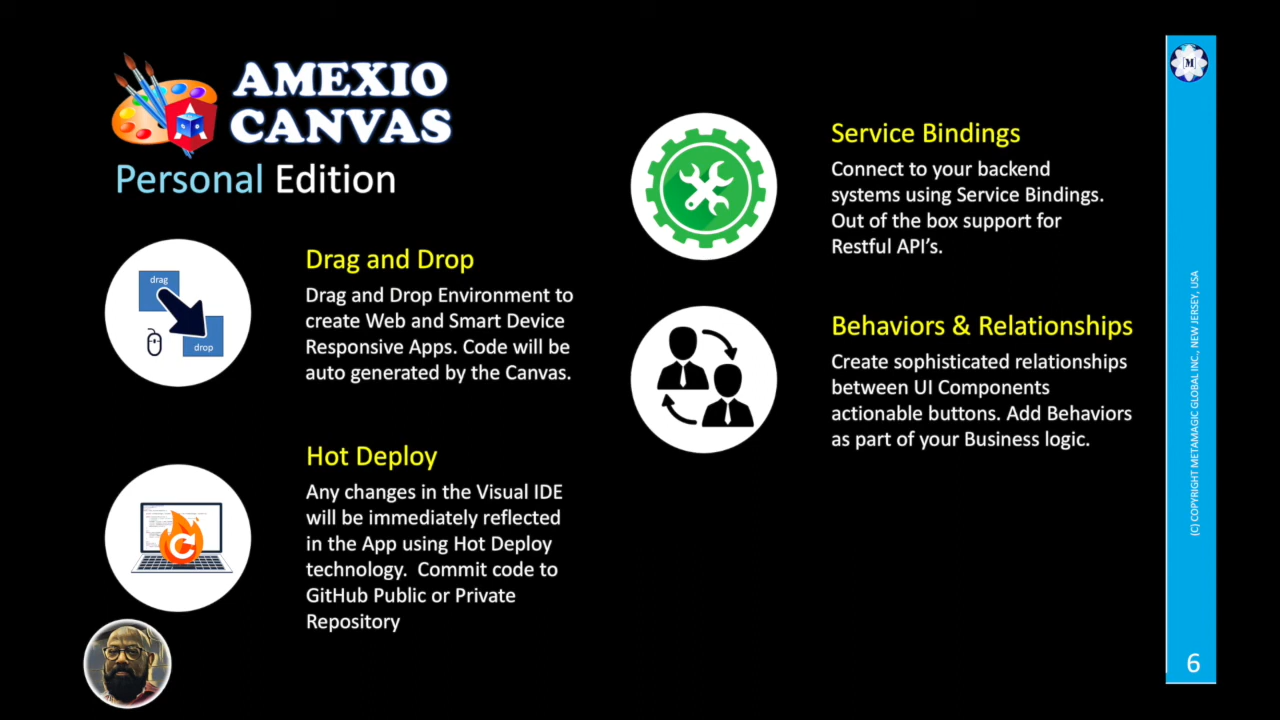 AMEXIO
CANVAS
Personal Edition
drag
drop
Drag and Drop
Drag and Drop Environment to
create Web and Smart Device
Responsive Apps. Code will be
auto generated by the Canvas.
Hot Deploy
Any changes in the Visual IDE
will be immediately reflected
in the App using Hot Deploy
technology.  Commit code to
GitHub Public or Private
Repository
Service Bindings
Connect to your backend
systems using Service Bindings.
Out of the box support for
Restful API’s.
Behaviors & Relationships
Create sophisticated relationships
between UI Components
actionable buttons. Add Behaviors
as part of your Business logic.
M
(C) COPYRIGHT METAMAGIC GLOBAL INC., NEW JERSEY, USA
6